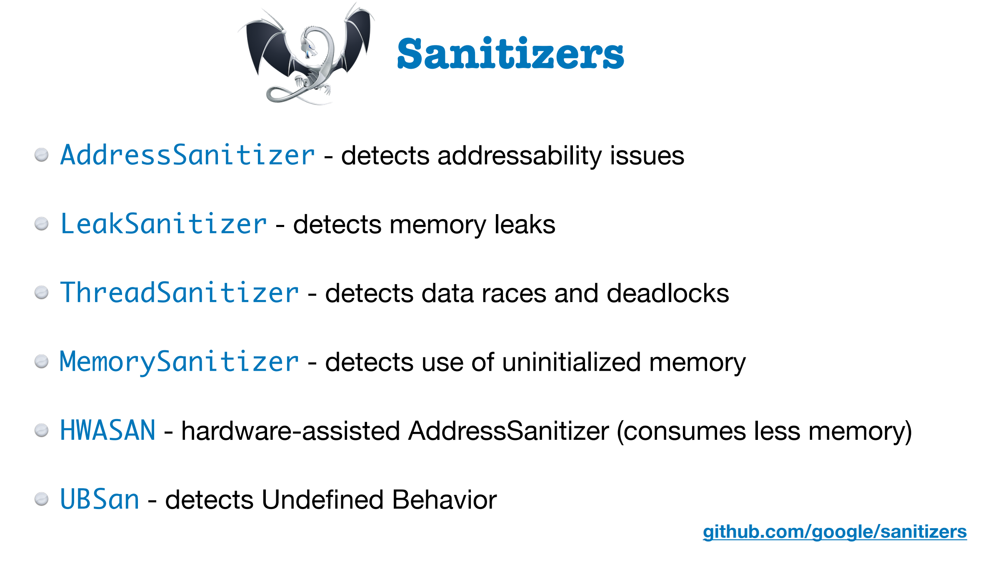 Sanitizers
AddressSanitizer - detects addressability issues
LeakSanitizer - detects memory leaks
ThreadSanitizer - detects data races and deadlocks
MemorySanitizer - detects use of uninitialized memory
HWASAN - hardware-assisted AddressSanitizer (consumes less memory)
UBSan - detects Undefined Behavior
github.com/google/sanitizers